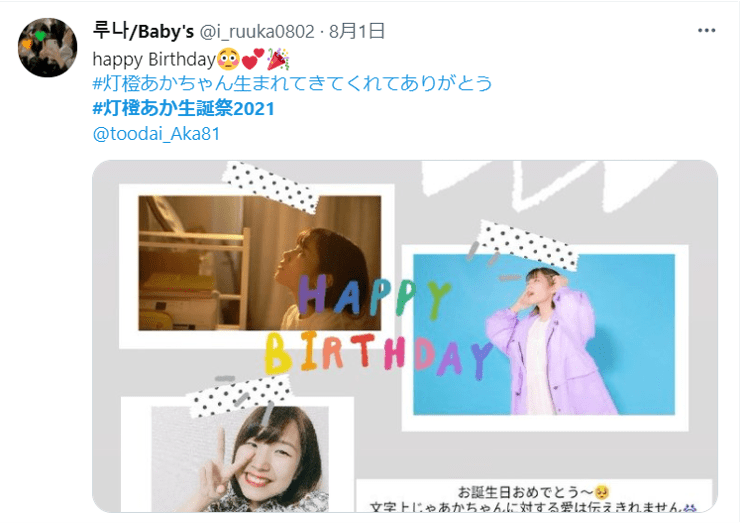 루나/Baby's @i_ruuka0802 · 8月1日
happy Birthday😳💕🎉
#灯橙あかちゃん生まれてきてくれてありがとう
#灯橙あか生誕祭2021
@toodai_Aka81
HAPPY
BIRTHDAY
お誕生日おめでとう〜🥺
文字上じゃあかちゃんに対する愛は伝えきれません